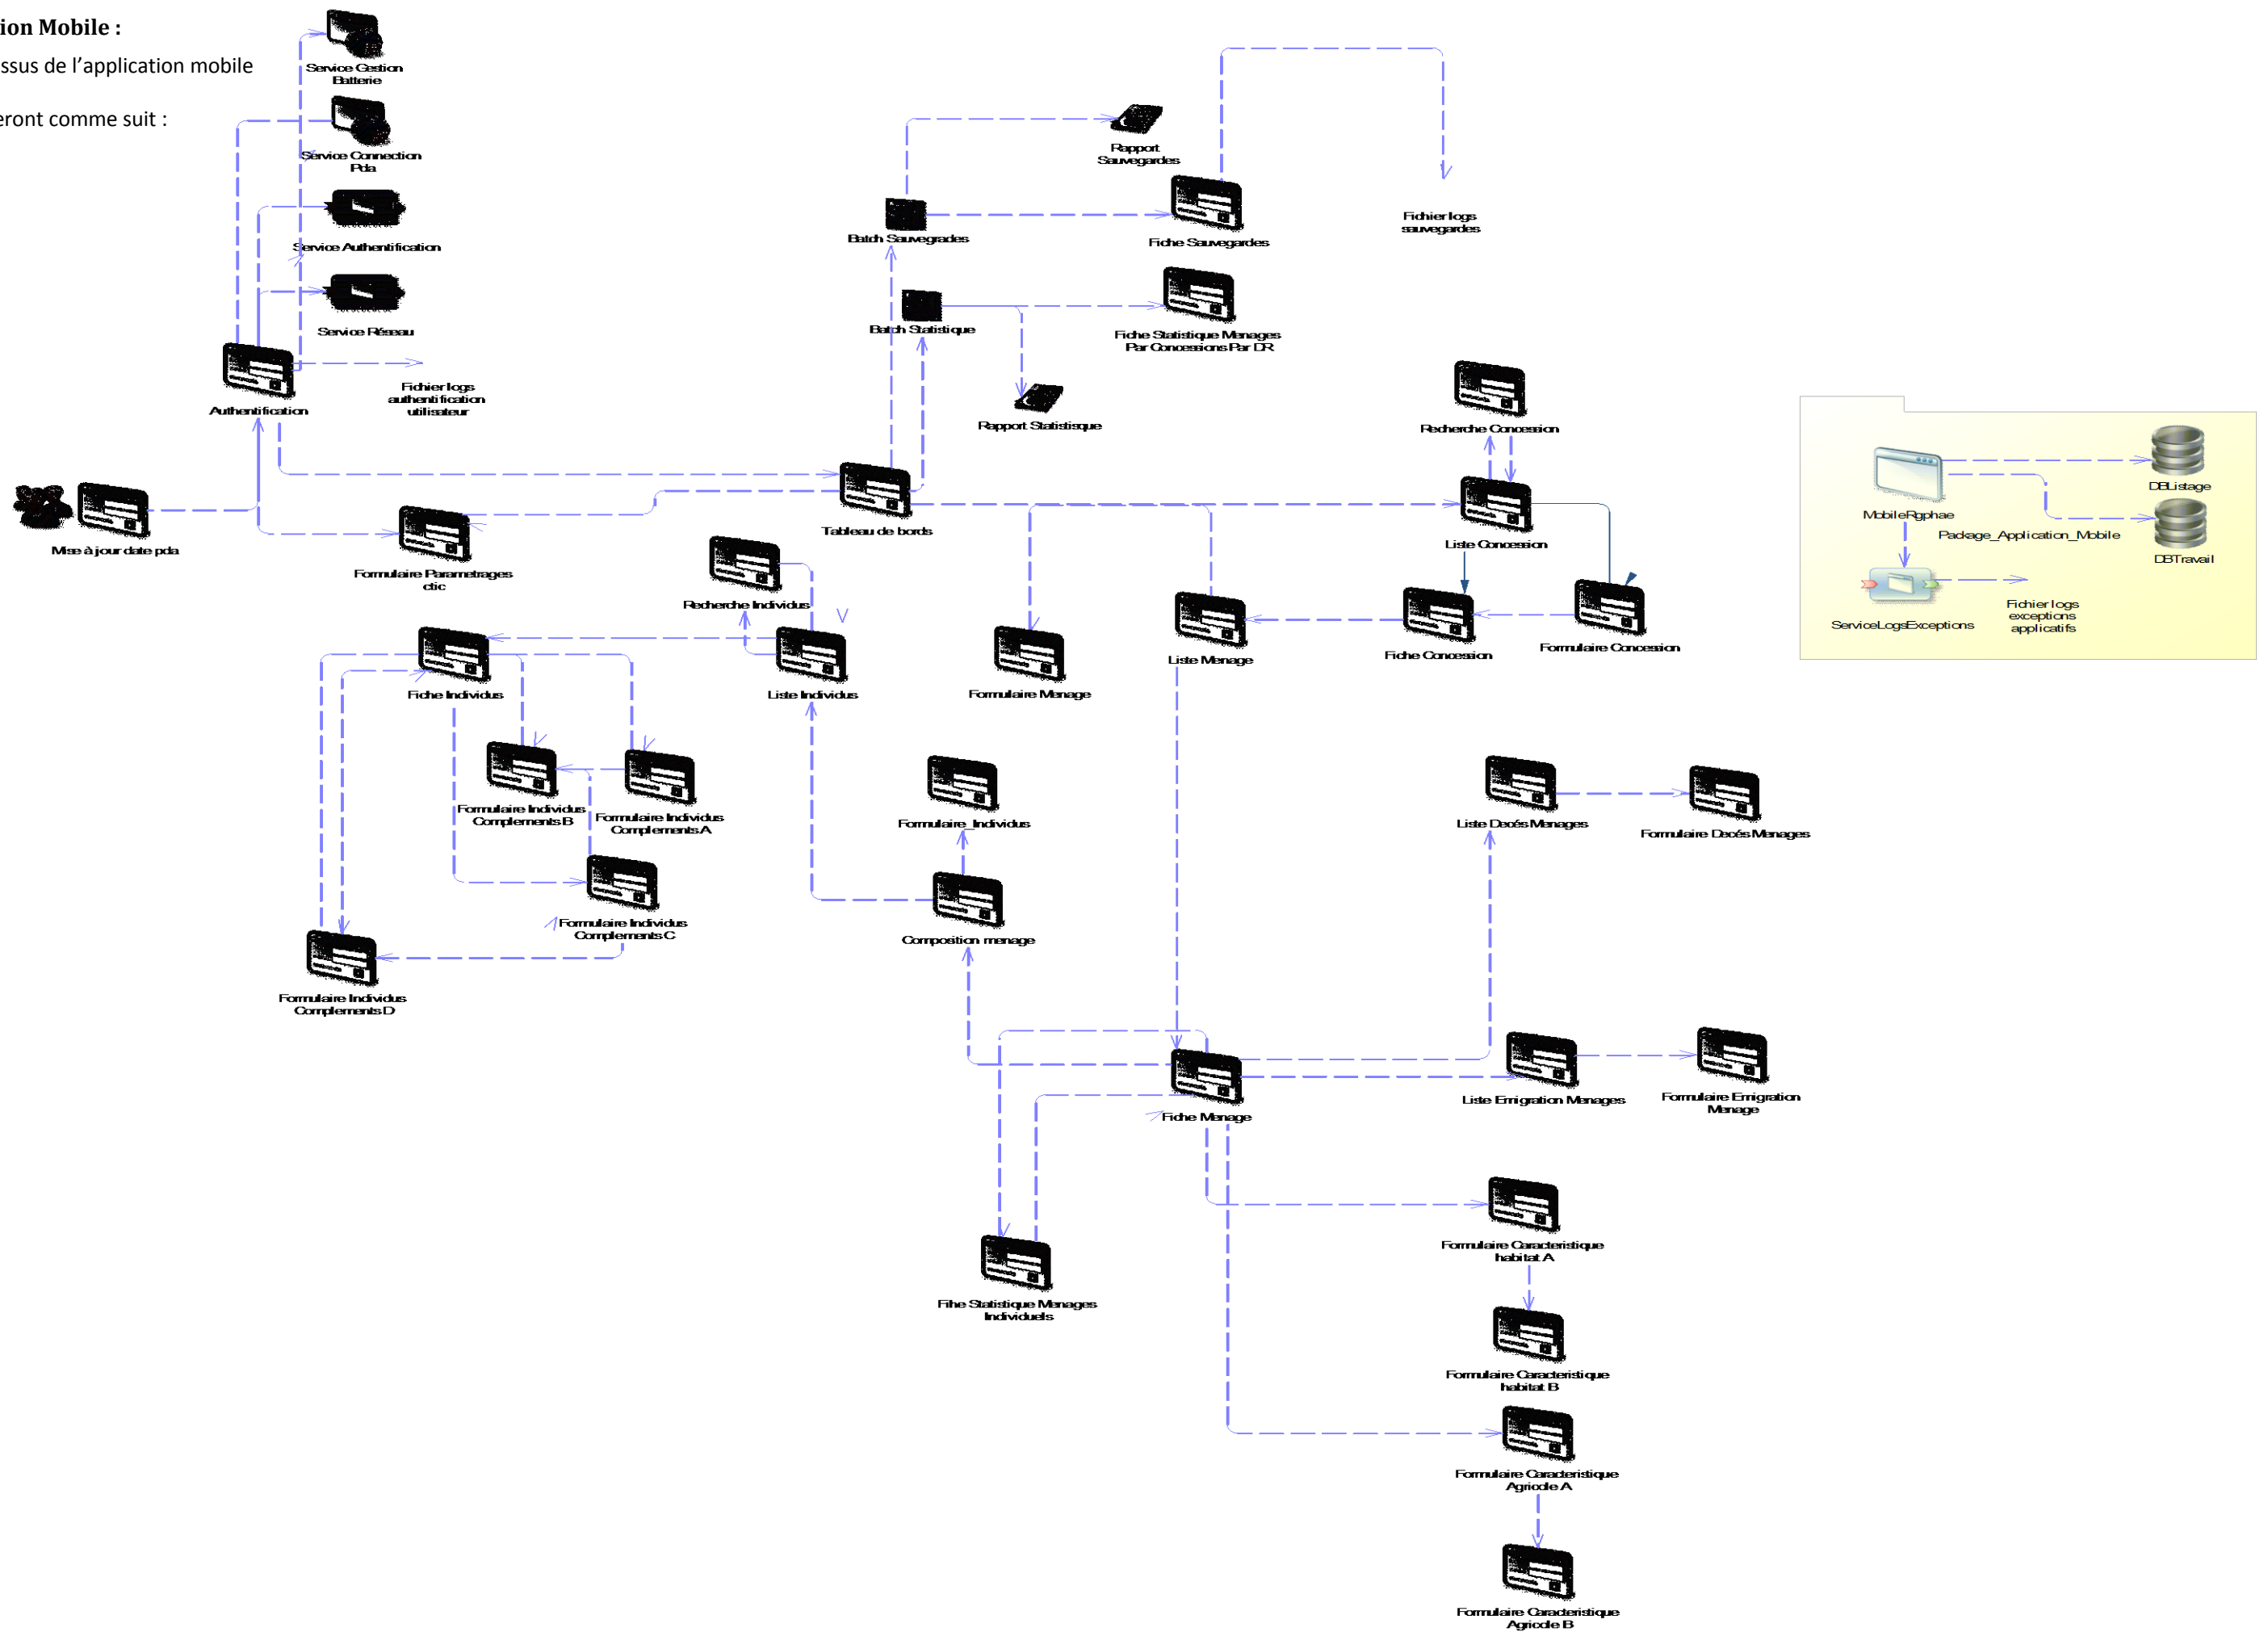 ion Mobile :
ssus de l’application mobile
eront comme suit :
Service Gestion
Batterie
Service Connection
Pda
Service Authentification
Service Réseau
Authentification
Fichier logs
authentification
utilisateur
Mise à jour date pda
Formulaire Parametrages
ctic
Rapport
Sauvegardes
Batch Sauvegrades
Fiche Sauvegardes
Fichier logs
sauvegardes
Batch Statistique
Fiche Statistique Menages
Par Concessions Par DR
Rapport Statistisque
Tableau de bords
Recherche Concession
Liste Concession
Fiche Concession
Formulaire Concession
Liste Menage
Formulaire Menage
Recherche Individus
Liste Individus
Fiche Individus
MobileRgphae
DBListage
Package_Application_Mobile
DBTravail
ServiceLogsExceptions
Fichier logs
exceptions
applicatifs
Formulaire Individus
Complements B
Formulaire Individus
Complements A
Formulaire Individus
Complements C
Formulaire Individus
Complements D
Formulaire_Individus
Composition menage
Liste Decés Menages
Formulaire Decés Menages
Fiche Menage
Liste Emigration Menages
Formulaire Emigration
Menage
Fihe Statistique Menages
Individuels
Formulaire Caracteristique
habitat A
Formulaire Caracteristique
habitat B
Formulaire Caracteristique
Agricole A
Formulaire Caracteristique
Agricole B